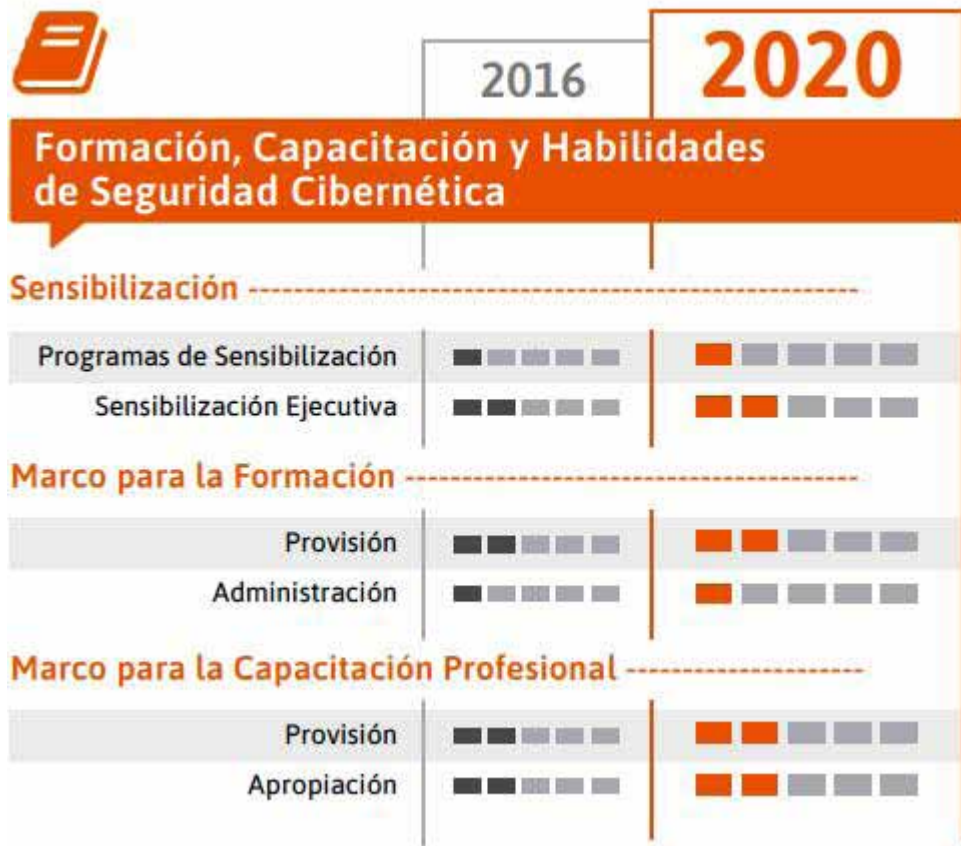 2016
2020
Formación, Capacitación y Habilidades
de Seguridad Cibernética
Sensibilización
Programas de Sensibilización
Sensibilización Ejecutiva
Marco para la Formación
Provisión
Administración
Marco para la Capacitación Profesional
Provisión
Apropiación